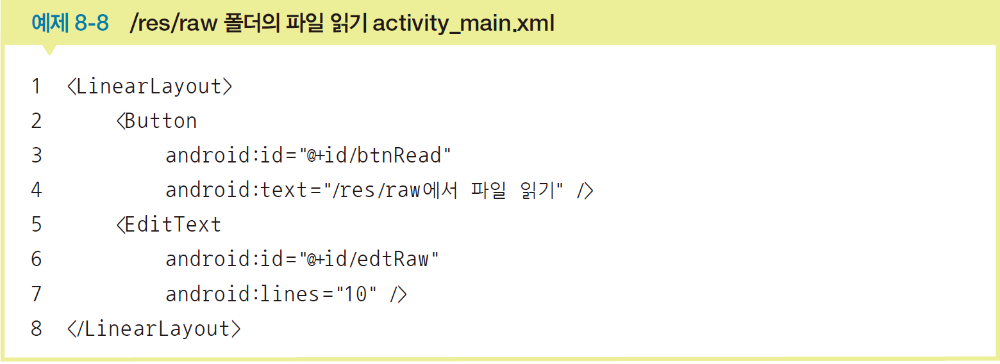 예제 8-8 /res/raw 폴더의 파일 읽기 activity_main.xml
1 <LinearLayout>
2 <Button
3 android:id="@+id/btnRead"
4 android:text="/res/raw에서 파일 읽기" />
5 <EditText
6 android:id="@+id/edtRaw"
7 android:lines="10" />
8 </LinearLayout>